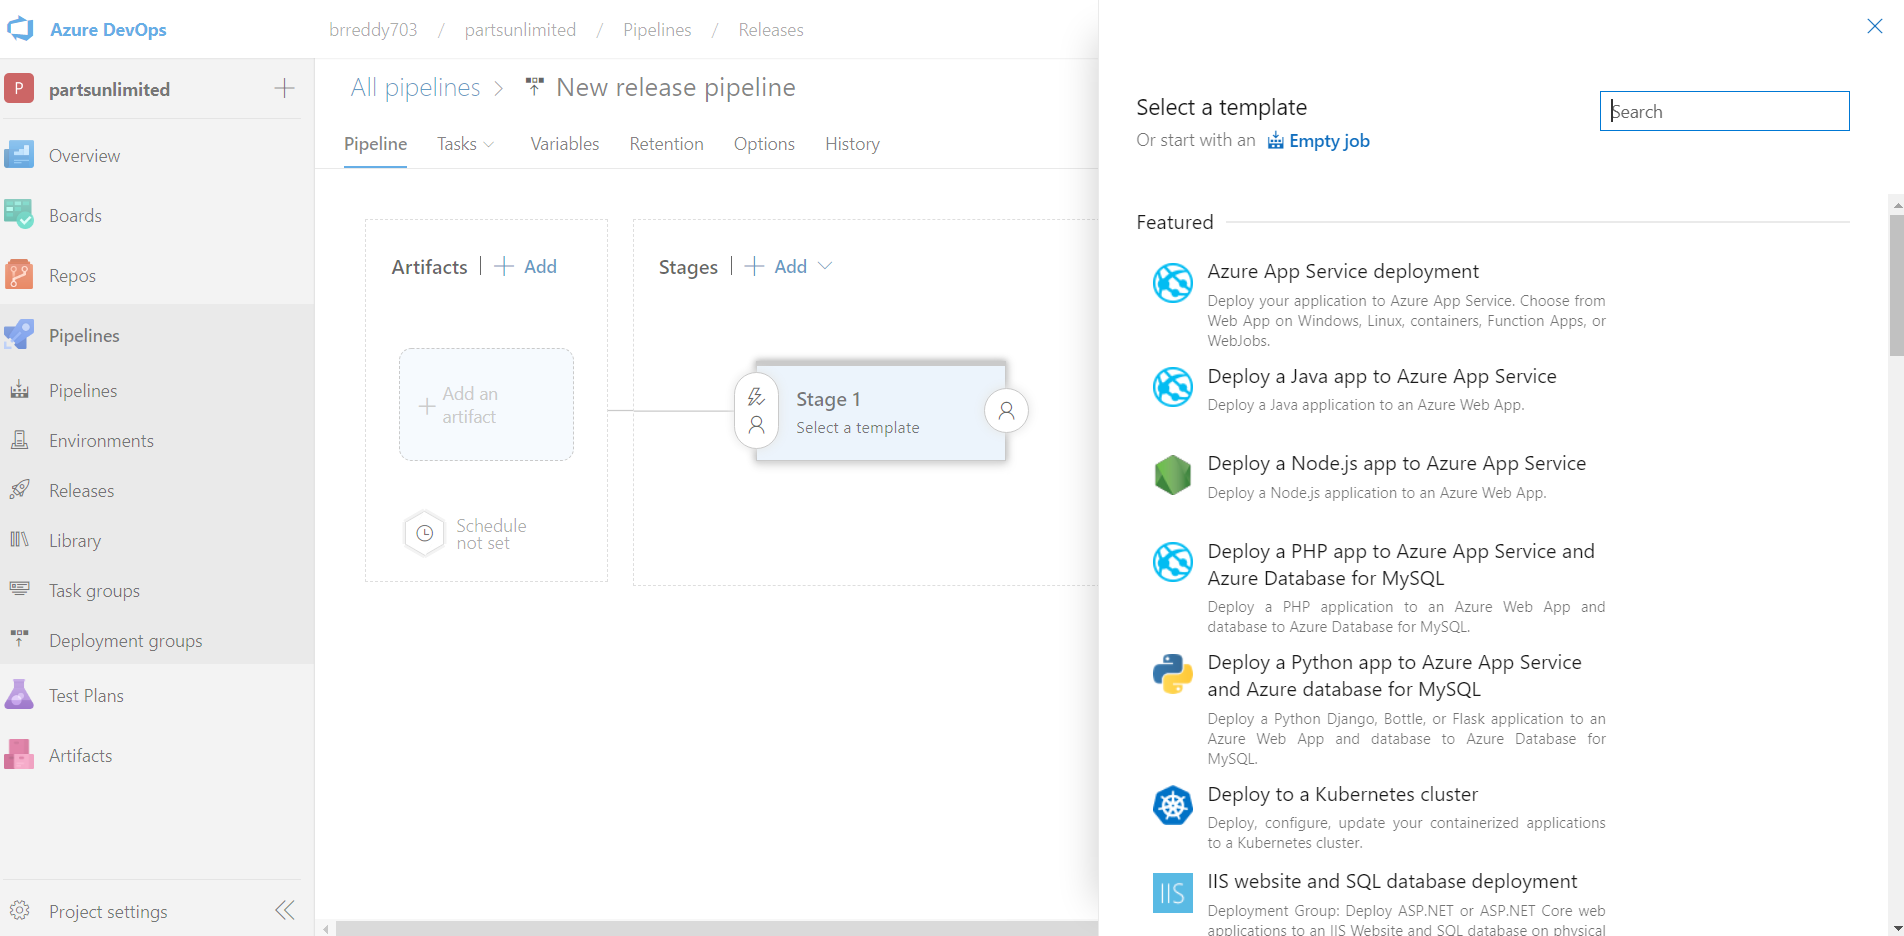 Azure DevOps
brreddy703 / partsunlimited / Pipelines / Releases
P partsunlimited
Overview
Boards
Repos
Pipelines
Pipelines
Environments
Releases
Library
Task groups
Deployment groups
Test Plans
Artifacts
Project settings
All pipelines > New release pipeline
Pipeline Tasks Variables Retention Options History
Artifacts | + Add
Add an
artifact
Schedule
not set
Stages | + Add
Stage 1
Select a template
Select a template
Or start with an Empty job
Search
Featured
Azure App Service deployment
Deploy your application to Azure App Service. Choose from
Web App on Windows, Linux, containers, Function Apps, or
WebJobs.
Deploy a Java app to Azure App Service
Deploy a Java application to an Azure Web App.
Deploy a Node.js app to Azure App Service
Deploy a Node.js application to an Azure Web App.
Deploy a PHP app to Azure App Service and
Azure Database for MySQL
Deploy a PHP application to an Azure Web App and
database to Azure Database for MySQL.
Deploy a Python app to Azure App Service
and Azure database for MySQL
Deploy a Python Django, Bottle, or Flask application to an
Azure Web App and database to Azure Database for
MySQL.
Deploy to a Kubernetes cluster
Deploy, configure, update your containerized applications
to a Kubernetes cluster.
IIS
IIS website and SQL database deployment
Deployment Group: Deploy ASP.NET or ASP.NET Core web
applications to an IIS Website and SQL database on physical